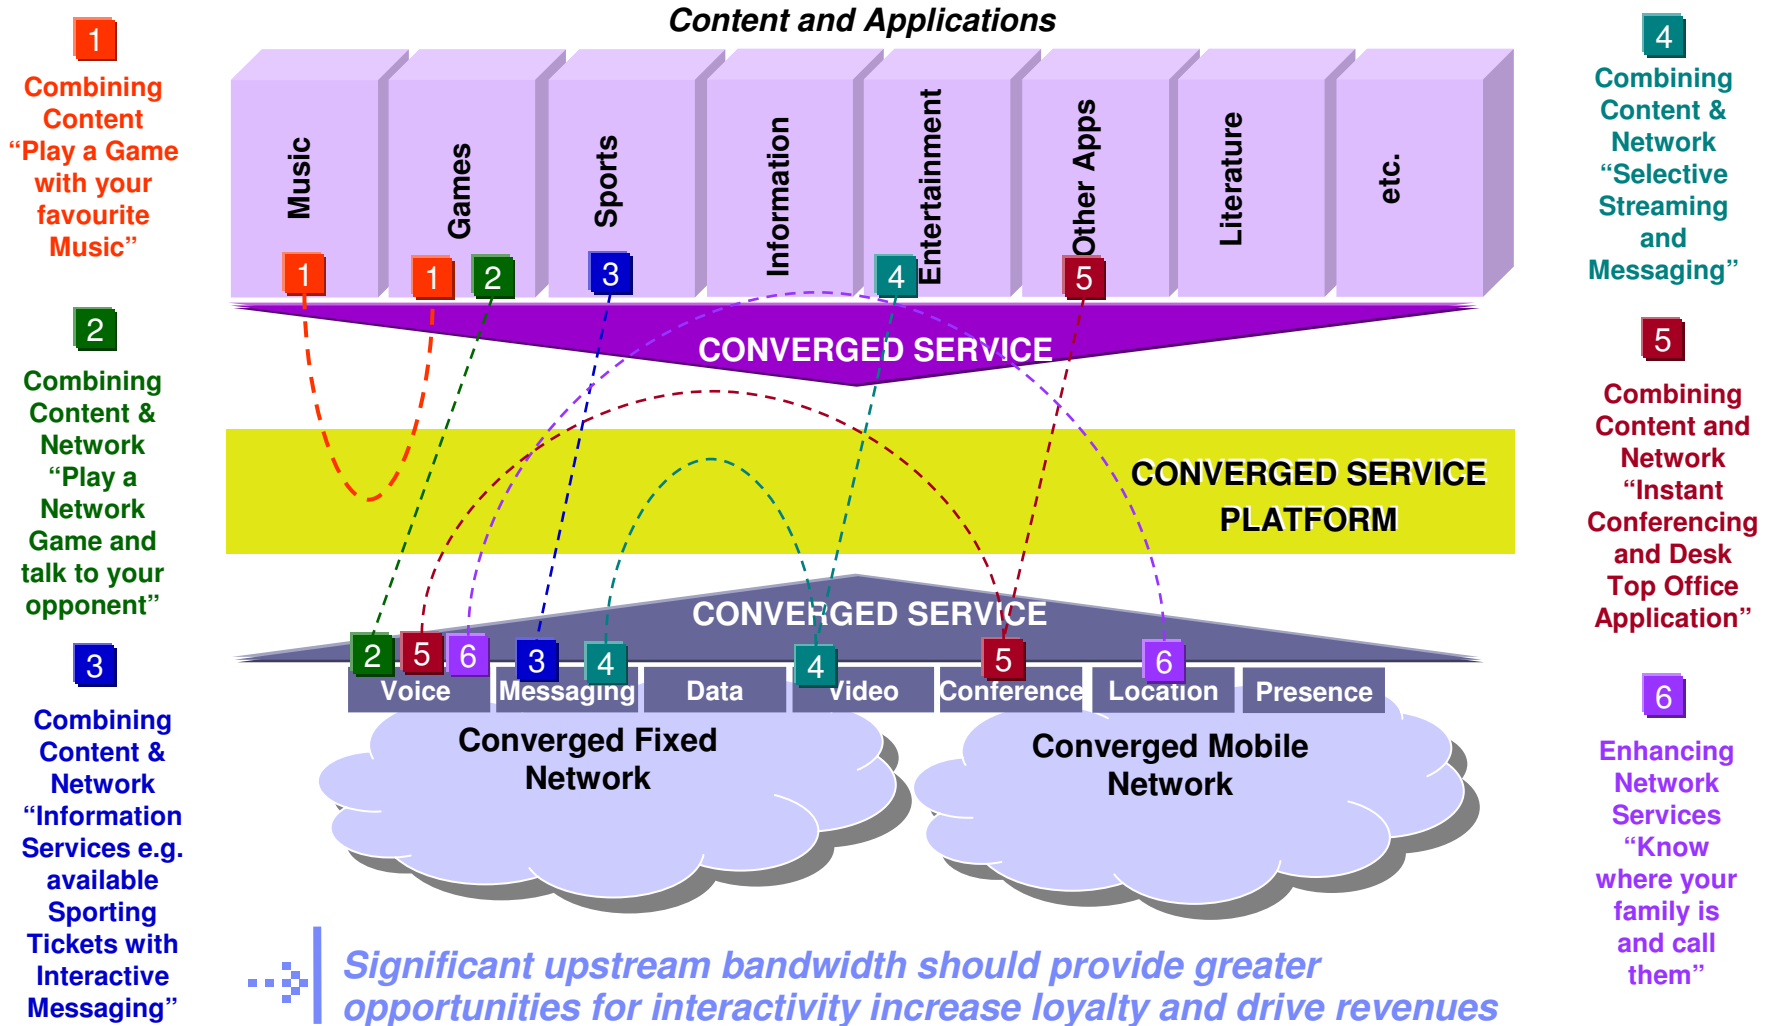 Content and Applications
1
Combining
Content
“Play a Game
with your
favourite
Music”
2
Combining
Content &
Network
“Play a
Network
Game and
talk to your
opponent”
3
Combining
Content &
Network
“Information
Services e.g.
available
Sporting
Tickets with
Interactive
Messaging”
Music
Games
Sports
Information
Entertainment
Other Apps
Literature
etc.
1
1
2
3
4
5
CONVERGED SERVICE
CONVERGED SERVICE
PLATFORM
CONVERGED SERVICE
2
5
6
3
4
4
5
6
Voice
Messaging
Data
Video
Conference
Location
Presence
Converged Fixed
Network
Converged Mobile
Network
4
Combining
Content &
Network
“Selective
Streaming
and
Messaging”
5
Combining
Content and
Network
“Instant
Conferencing
and Desk
Top Office
Application”
6
Enhancing
Network
Services
“Know
where your
family is
and call
them”
Significant upstream bandwidth should provide greater
opportunities for interactivity increase loyalty and drive revenues